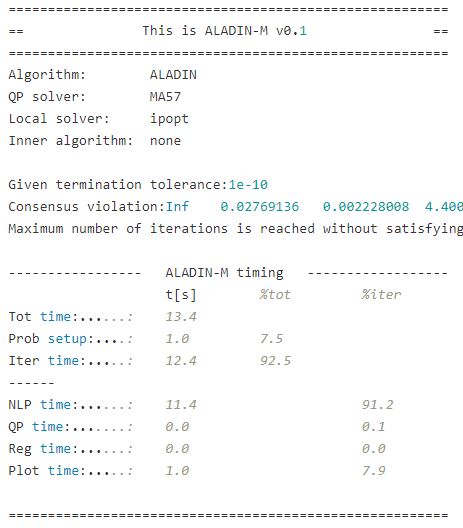 ====================================================
== This is ALADIN-M v0.1 ==
====================================================
Algorithm: ALADIN
QP solver: MA57
Local solver: ipopt
Inner algorithm: none
Given termination tolerance:1e-10
Consensus violation:Inf 0.02769136 0.002228008 4.400
Maximum number of iterations is reached without satisfying
----------------- ALADIN-M timing ------------------
t[s] %tot %iter
Tot time:......: 13.4
Prob setup:....: 1.0 7.5
Iter time:.....: 12.4 92.5
------
NLP time:......: 11.4 91.2
QP time:.......: 0.0 0.1
Reg time:......: 0.0 0.0
Plot time:.....: 1.0 7.9
====================================================